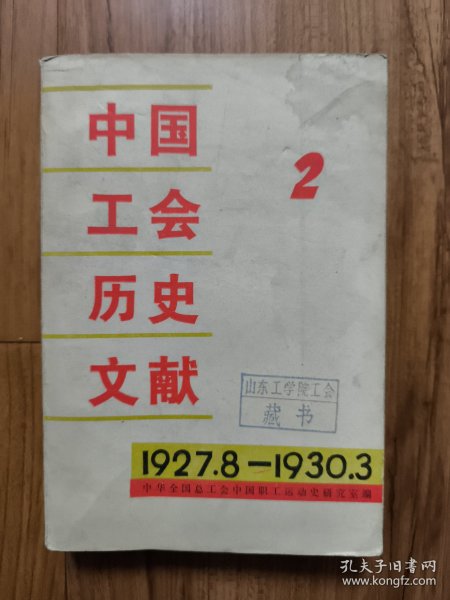 中国
工会
历史
文献
2
山东工学院工会
藏书
1927.8—1930.3
中华全国总工会中国职工运动史研究室编
孔夫子旧书网
www.kongfz.com